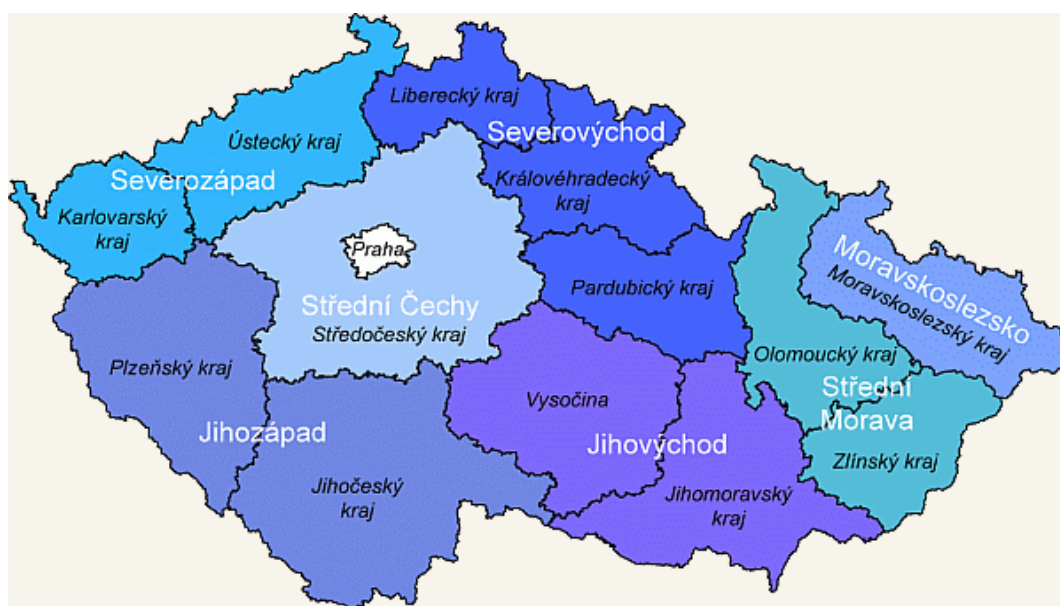 Liberecký kraj
Severovýchod
Ústecký kraj
Severozápad
Královéhradecký
kraj
Karlovarský
kraj
Praha
Moravskoslezsko
Moravskoslezský kraj
Střední Čechy
Středočeský kraj
Pardubický kraj
Plzeňský kraj
Olomoucký kraj
Střední
Morava
Vysočina
Jihozápad
Jihovýchod
Zlínský kraj
Jihočeský
kraj
Jihomoravský
kraj